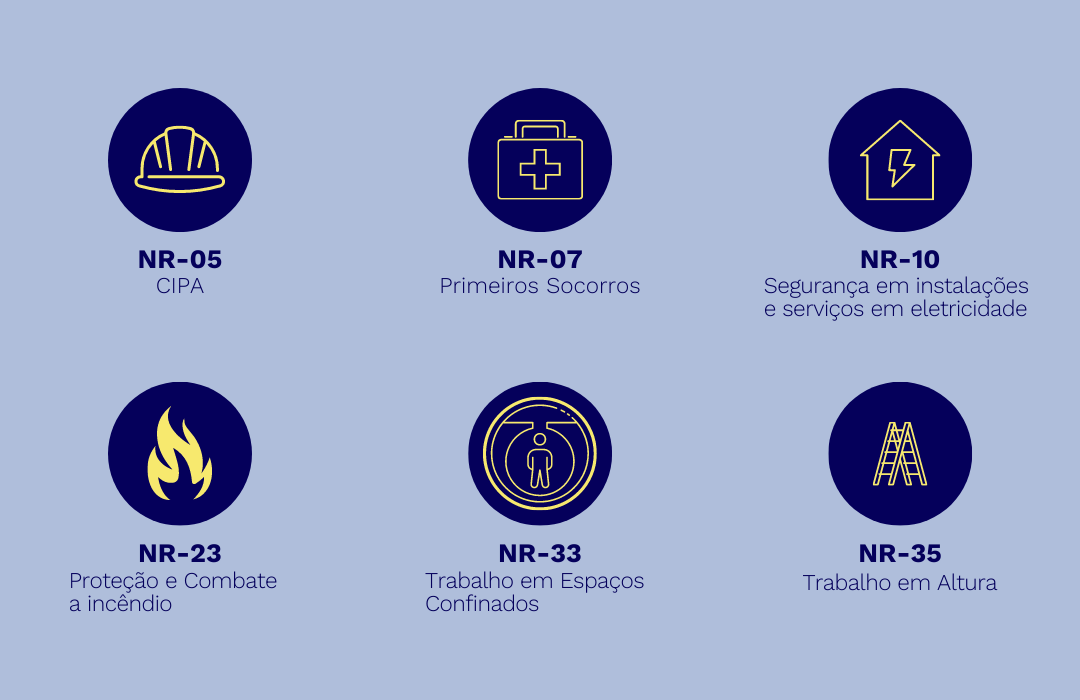 NR-05
CIPA
NR-07
Primeiros Socorros
NR-10
Segurança em instalações
e serviços em eletricidade
NR-23
Proteção e Combate
a incêndio
NR-33
Trabalho em Espaços
Confinados
NR-35
Trabalho em Altura